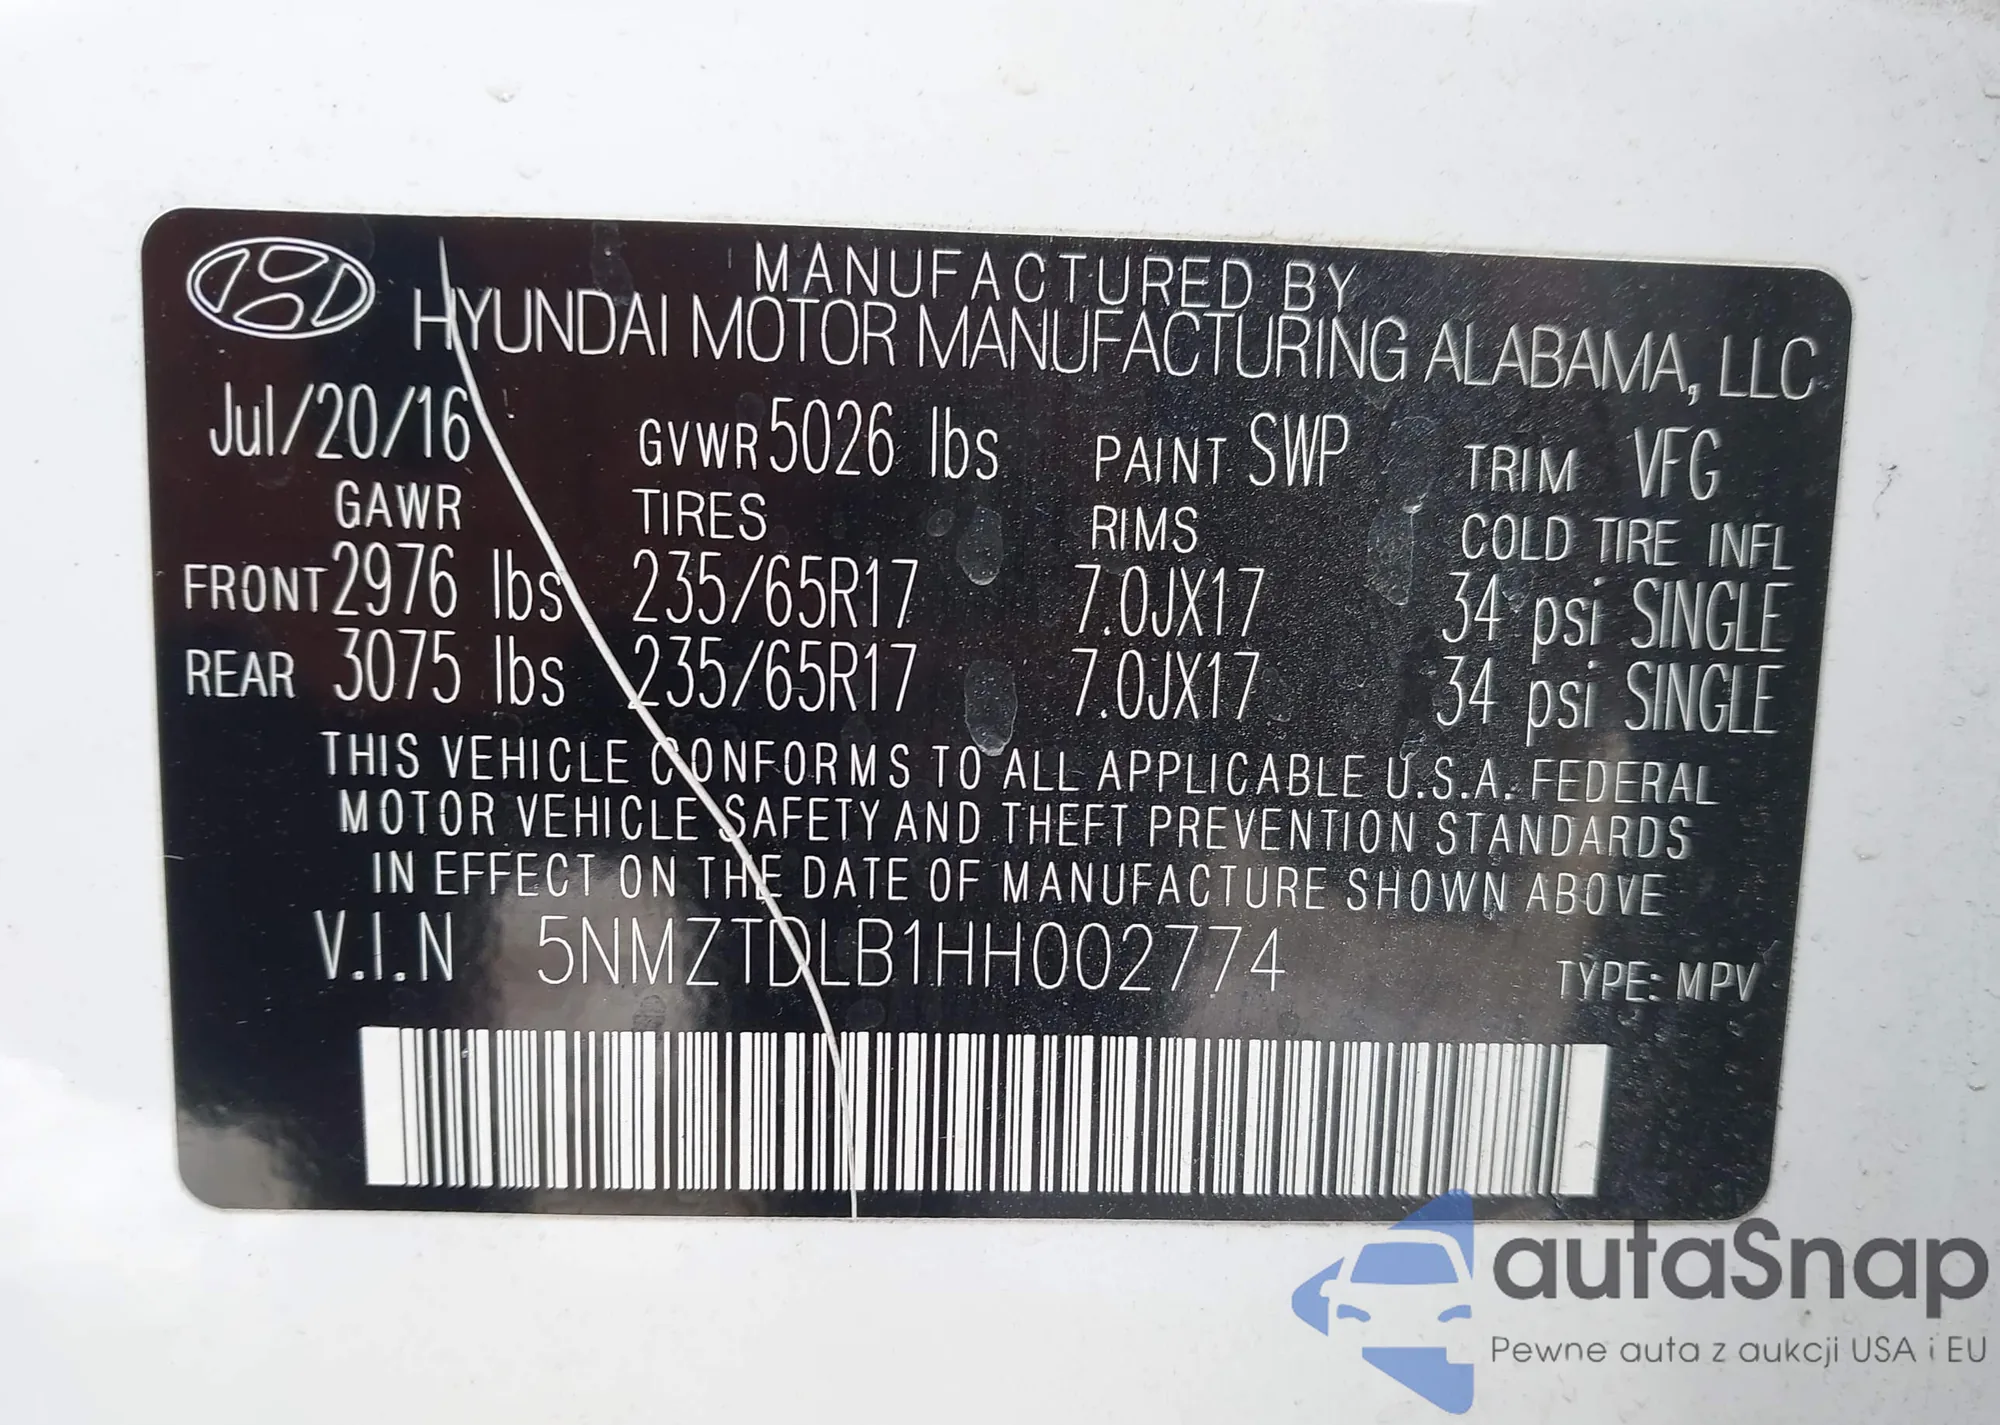 MANUFACTURED BY
HYUNDAI MOTOR MANUFACTURING ALABAMA, LLC
Jul/20/16 GVWR 5026 lbs PAINT SWP TRIM VFG
GAWR TIRES RIMS COLD TIRE INFL
FRONT 2976 lbs 235/65R17 7.0JX17 34 psi SINGLE
REAR 3075 lbs 235/65R17 7.0JX17 34 psi SINGLE
THIS VEHICLE CONFORMS TO ALL APPLICABLE U.S.A. FEDERAL
MOTOR VEHICLE SAFETY AND THEFT PREVENTION STANDARDS
IN EFFECT ON THE DATE OF MANUFACTURE SHOWN ABOVE
V.I.N 5NMZTDLB1HH002774 TYPE: MPV
autaSnap
Pewne auta z aukcji USA i EU